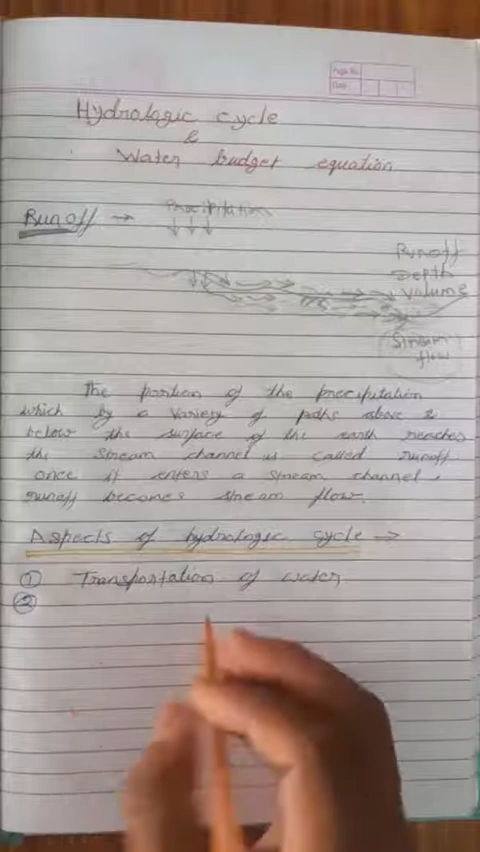 Page No.
Date
Hydrologic cycle
&
Water budget equation
Runoff → Precipitation
Runoff
Depth
Volume
Stream
flow
The portion of the precipitation
which by a variety of paths above &
below the surface of the earth reaches
the stream channel is called runoff
once it enters a stream channel,
runoff becomes stream flow.
Aspects of hydrologic cycle →
① Transportation of water
②